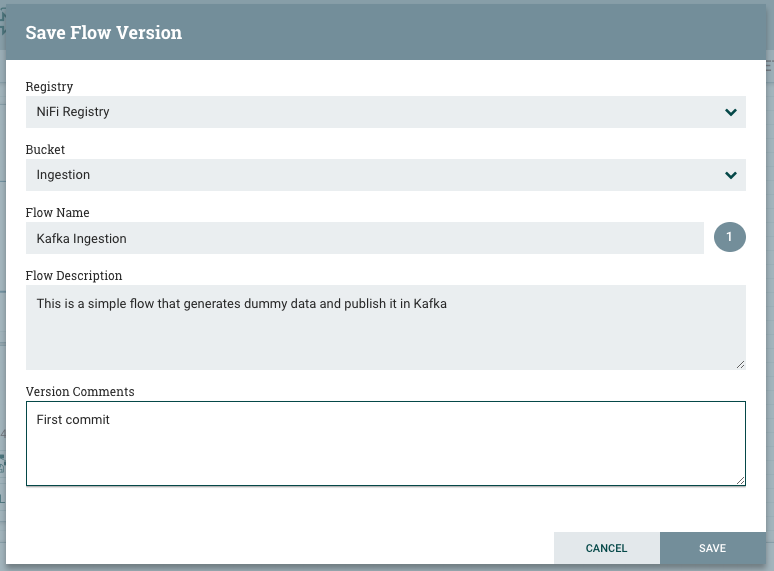 Save Flow Version
Registry
NiFi Registry
Bucket
Ingestion
Flow Name
Kafka Ingestion
1
Flow Description
This is a simple flow that generates dummy data and publish it in Kafka
Version Comments
First commit
CANCEL
SAVE